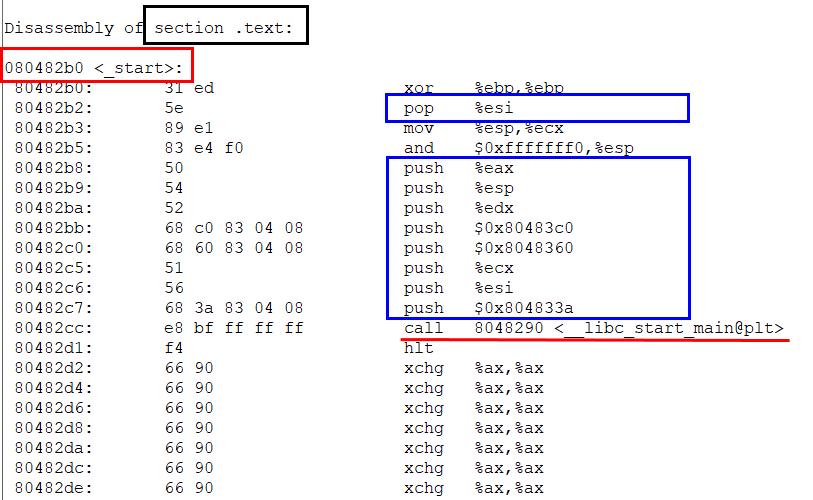 Disassembly of section .text:
080482b0 <_start>:
80482b0: 31 ed xor %ebp,%ebp
80482b2: 5e pop %esi
80482b3: 89 e1 mov %esp,%ecx
80482b5: 83 e4 f0 and $0xfffffff0,%esp
80482b8: 50 push %eax
80482b9: 54 push %esp
80482ba: 52 push %edx
80482bb: 68 c0 83 04 08 push $0x80483c0
80482c0: 68 60 83 04 08 push $0x8048360
80482c5: 51 push %ecx
80482c6: 56 push %esi
80482c7: 68 3a 83 04 08 push $0x804833a
80482cc: e8 bf ff ff ff call 8048290 <__libc_start_main@plt>
80482d1: f4 hlt
80482d2: 66 90 xchg %ax,%ax
80482d4: 66 90 xchg %ax,%ax
80482d6: 66 90 xchg %ax,%ax
80482d8: 66 90 xchg %ax,%ax
80482da: 66 90 xchg %ax,%ax
80482dc: 66 90 xchg %ax,%ax
80482de: 66 90 xchg %ax,%ax